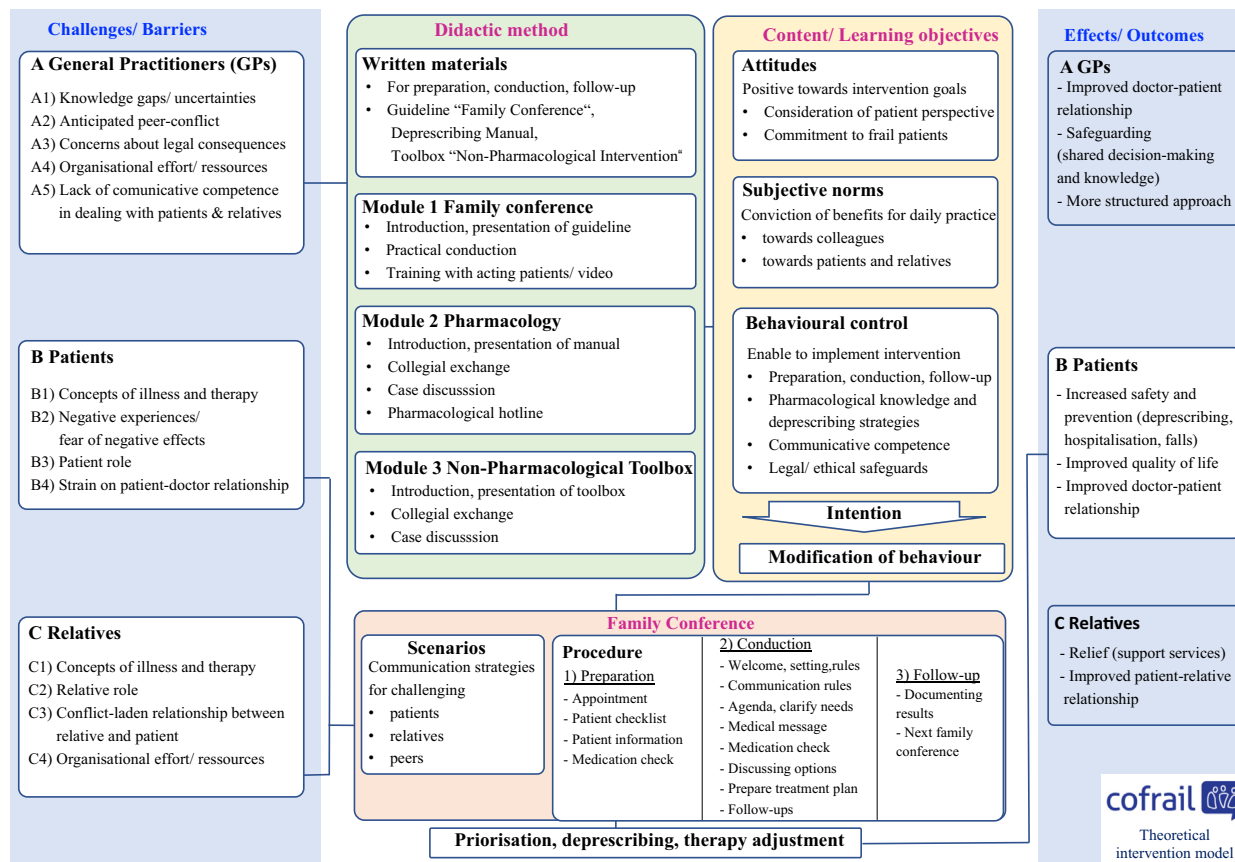 Challenges/ Barriers
A General Practitioners (GPs)
A1) Knowledge gaps/ uncertainties
A2) Anticipated peer-conflict
A3) Concerns about legal consequences
A4) Organisational effort/ ressources
A5) Lack of comunicative competence
in dealing with patients & relatives
B Patients
B1) Concepts of illness and therapy
B2) Negative experiences/
fear of negative effects
B3) Patient role
B4) Strain on patient-doctor relationship
C Relatives
C1) Concepts of illness and therapy
C2) Relative role
C3) Conflict-laden relationship between
relative and patient
C4) Organisational effort/ ressources
Didactic method
Written materials
• For preparation, conduction, follow-up
• Guideline “Family Conference“,
Deprescribing Manual,
Toolbox “Non-Pharmacological Intervention“
Module 1 Family conference
• Introduction, presentation of guideline
• Practical conduction
• Training with acting patients/ video
Module 2 Pharmacology
• Introduction, presentation of manual
• Collegial exchange
• Case discusssion
• Pharmacological hotline
Module 3 Non-Pharmacological Toolbox
• Introduction, presentation of toolbox
• Collegial exchange
• Case discusssion
Content/ Learning objectives
Attitudes
Positive towards intervention goals
• Consideration of patient perspective
• Commitment to frail patients
Subjective norms
Conviction of benefits for daily practice
• towards colleagues
• towards patients and relatives
Behavioural control
Enable to implement intervention
• Preparation, conduction, follow-up
• Pharmacological knowledge and
deprescribing strategies
• Communicative competence
• Legal/ ethical safeguards
Intention
Modification of behaviour
Family Conference
Scenarios
Communication strategies
for challenging
• patients
• relatives
• peers
Procedure
1) Preparation
- Appointment
- Patient checklist
- Patient information
- Medication check
2) Conduction
- Welcome, setting,rules
- Communication rules
- Agenda, clarify needs
- Medical message
- Medication check
- Discussing options
- Prepare treatment plan
- Follow-ups
3) Follow-up
- Documenting
results
- Next family
conference
Priorisation, deprescribing, therapy adjustment
Effects/ Outcomes
A GPs
- Improved doctor-patient
relationship
- Safeguarding
(shared decision-making
and knowledge)
- More structured approach
B Patients
- Increased safety and
prevention (deprescribing,
hospitalisation, falls)
- Improved quality of life
- Improved doctor-patient
relationship
C Relatives
- Relief (support services)
- Improved patient-relative
relationship
cofrail
Theoretical
intervention model